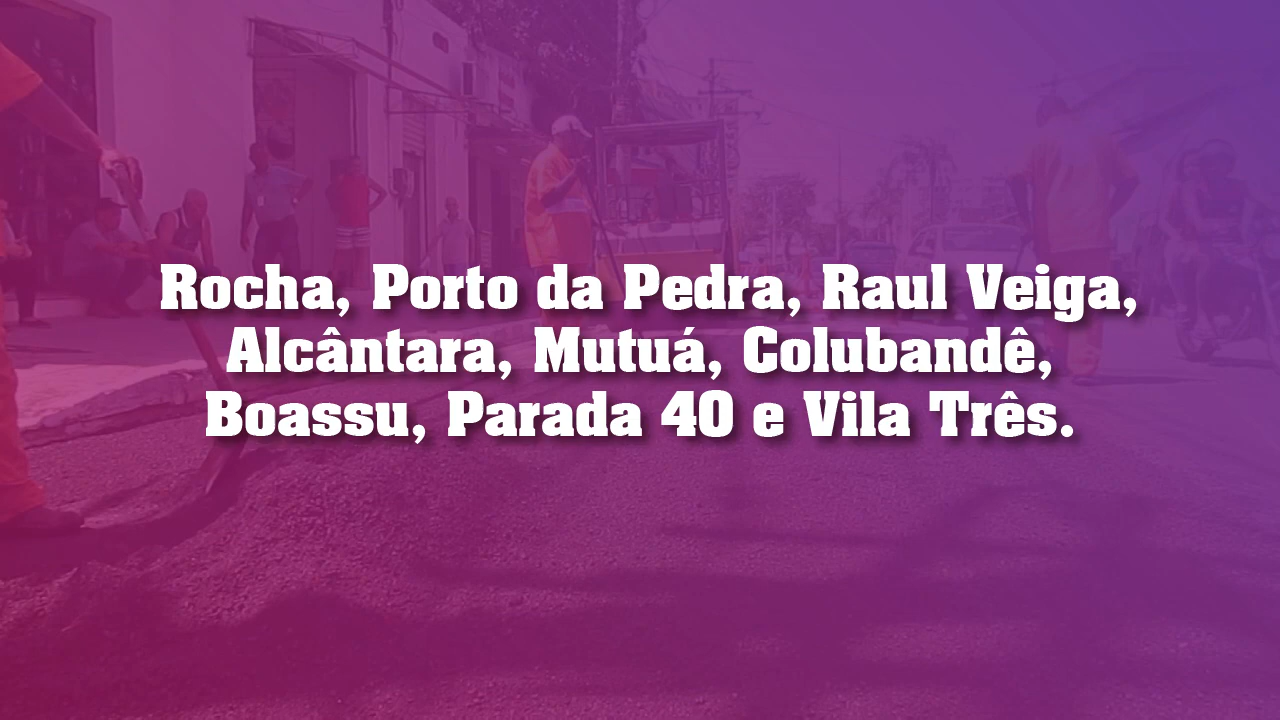 Rocha, Porto da Pedra, Raul Veiga,
Alcântara, Mutuá, Colubandê,
Boassu, Parada 40 e Vila Três.